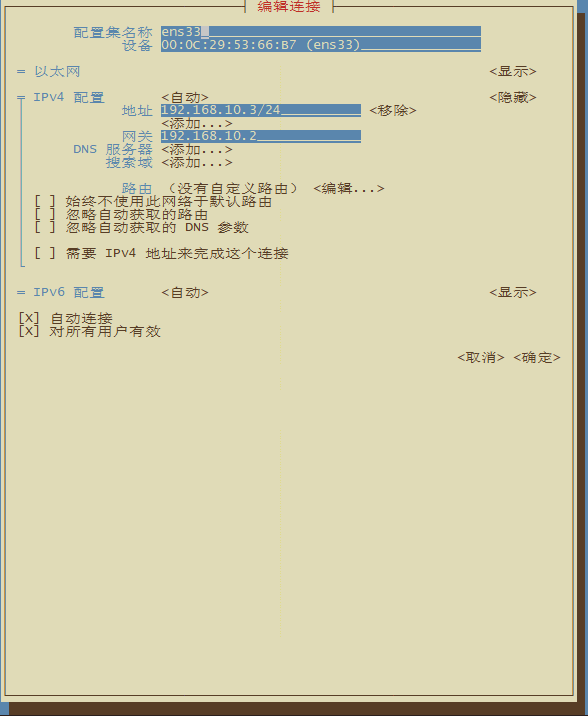 编辑连接
配置集名称 ens33
设备 00:0C:29:53:66:B7 (ens33)
= 以太网 <显示>
= IPv4 配置 <自动> <隐藏>
地址 192.168.10.3/24 <移除>
<添加...>
网关 192.168.10.2
DNS 服务器 <添加...>
搜索域 <添加...>
路由 (没有自定义路由) <编辑...>
[ ] 始终不使用此网络于默认路由
[ ] 忽略自动获取的路由
[ ] 忽略自动获取的 DNS 参数
[ ] 需要 IPv4 地址来完成这个连接
= IPv6 配置 <自动> <显示>
[X] 自动连接
[X] 对所有用户有效
<取消> <确定>